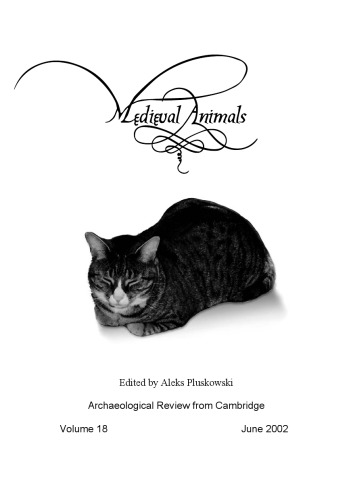 Medieval Animals
Edited by Aleks Pluskowski
Archaeological Review from Cambridge
Volume 18 June 2002